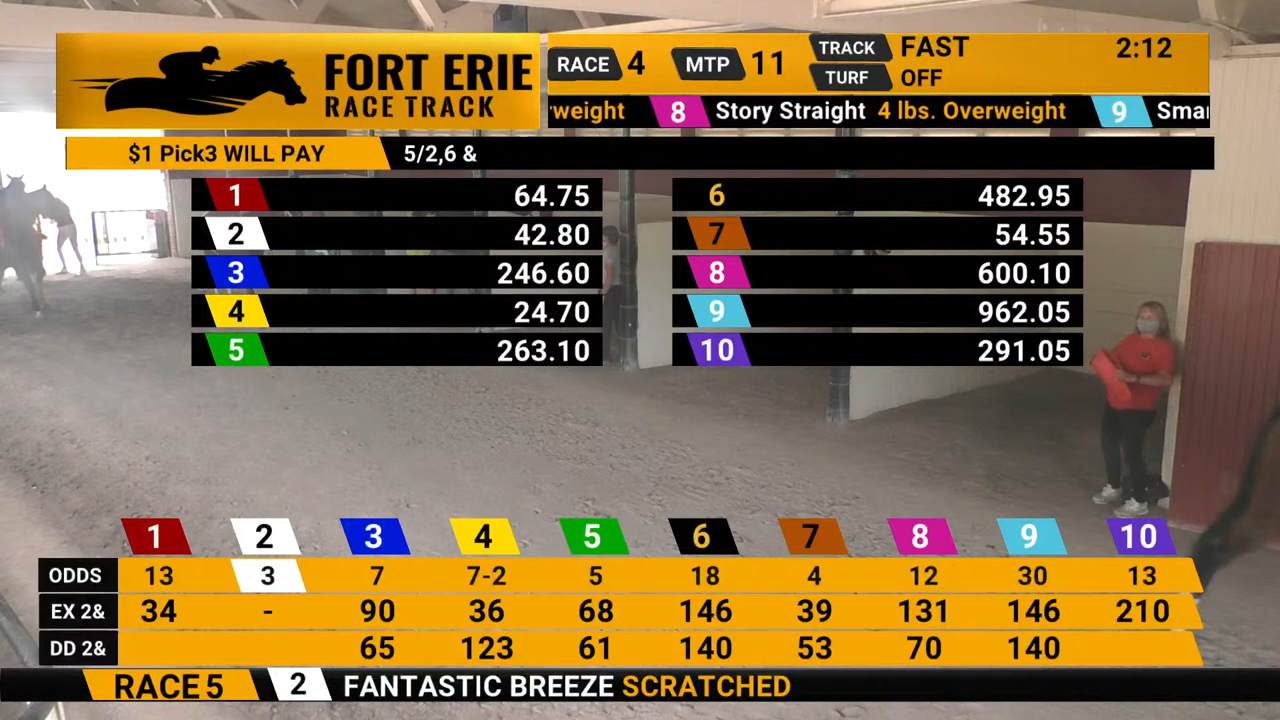 FORT ERIE
RACE TRACK
RACE 4 MTP 11 TRACK FAST 2:12
TURF OFF
weight 8 Story Straight 4 lbs. Overweight 9 Smar
$1 Pick3 WILL PAY 5/2,6 &
1 64.75 6 482.95
2 42.80 7 54.55
3 246.60 8 600.10
4 24.70 9 962.05
5 263.10 10 291.05
1 2 3 4 5 6 7 8 9 10
ODDS 13 3 7 7-2 5 18 4 12 30 13
EX 2& 34 - 90 36 68 146 39 131 146 210
DD 2& 65 123 61 140 53 70 140
RACE 5 2 FANTASTIC BREEZE SCRATCHED